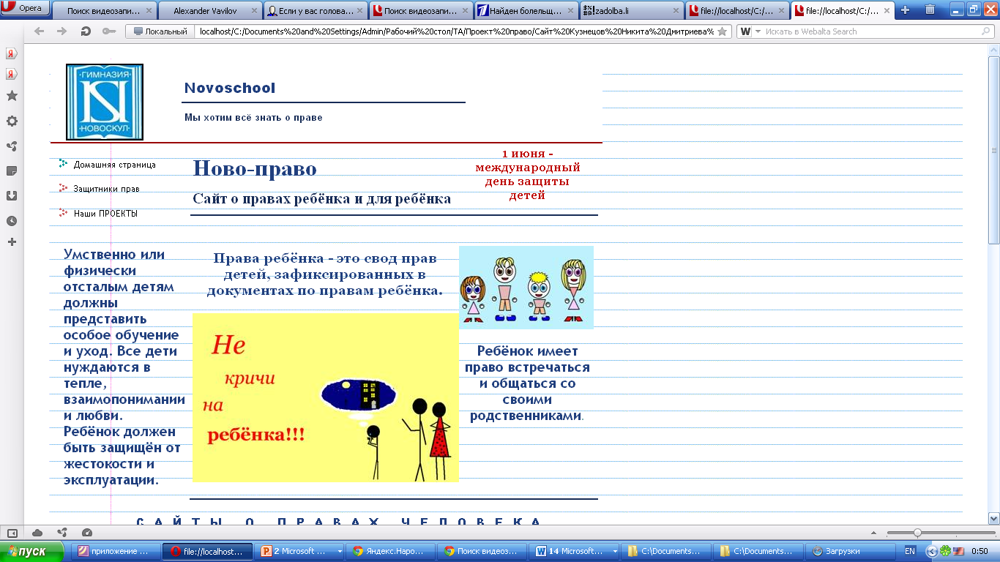 Opera
Поиск видеозапи...
Alexander Vavilov
Если у вас голова...
Поиск видеозапи...
Найден болельщ...
zadolba.li
file://localhost/C:/...
file://localhost/C:/...
Локальный
localhost/C:/Documents%20and%20Settings/Admin/Рабочий%20стол/ТА/Проект%20право/Сайт%20Кузнецов%20Никита%20Дмитриева%
Искать в Webalta Search
ГИМНАЗИЯ
НОВОСКУЛ
Novoschool
Мы хотим всё знать о праве
Домашняя страница
Защитники прав
Наши ПРОЕКТЫ
Ново-право
Сайт о правах ребёнка и для ребёнка
1 июня -
международный
день защиты
детей
Умственно или
физически
отсталым детям
должны
представить
особое обучение
и уход. Все дети
нуждаются в
тепле,
взаимопонимании
и любви.
Ребёнок должен
быть защищён от
жестокости и
эксплуатации.
Права ребёнка - это свод прав
детей, зафиксированных в
документах по правам ребёнка.
Не
кричи
на
ребёнка!!!
Ребёнок имеет
право встречаться
и общаться со
своими
родственниками.
САЙТЫ О ПРАВАХ ЧЕЛОВЕКА
пуск
приложение ...
file://localhost...
2 Microsoft ...
Яндекс.Наро...
Поиск видеоз...
14 Microsoft...
C:\Documents...
C:\Documents...
Загрузки
EN
0:50